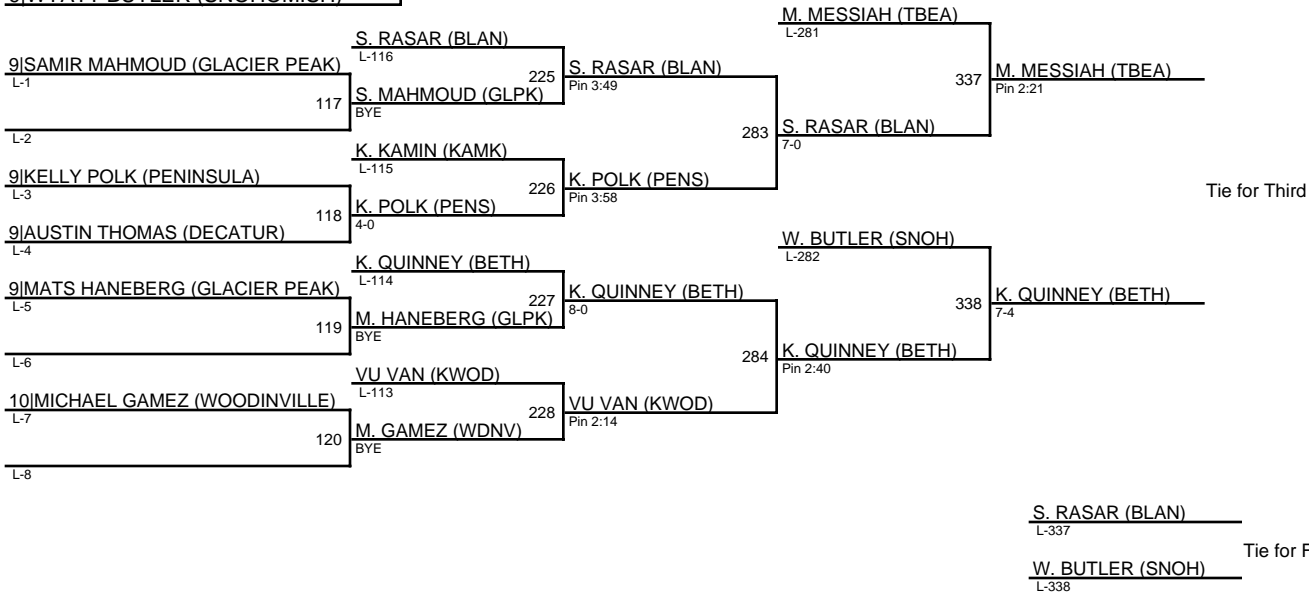 M. MESSIAH (TBEA)
L-281
S. RASAR (BLAN)
L-116
9|SAMIR MAHMOUD (GLACIER PEAK)
L-1
225
S. RASAR (BLAN)
Pin 3:49
337
M. MESSIAH (TBEA)
Pin 2:21
117
S. MAHMOUD (GLPK)
BYE
L-2
283
S. RASAR (BLAN)
7-0
K. KAMIN (KAMK)
L-115
9|KELLY POLK (PENINSULA)
L-3
226
K. POLK (PENS)
Pin 3:58
Tie for Third
118
K. POLK (PENS)
4-0
9|AUSTIN THOMAS (DECATUR)
L-4
W. BUTLER (SNOH)
L-282
K. QUINNEY (BETH)
L-114
9|MATS HANEBERG (GLACIER PEAK)
L-5
227
K. QUINNEY (BETH)
8-0
338
K. QUINNEY (BETH)
7-4
119
M. HANEBERG (GLPK)
BYE
L-6
284
K. QUINNEY (BETH)
Pin 2:40
VU VAN (KWOD)
L-113
10|MICHAEL GAMEZ (WOODINVILLE)
L-7
228
VU VAN (KWOD)
Pin 2:14
120
M. GAMEZ (WDNV)
BYE
L-8
S. RASAR (BLAN)
L-337
Tie for F
W. BUTLER (SNOH)
L-338